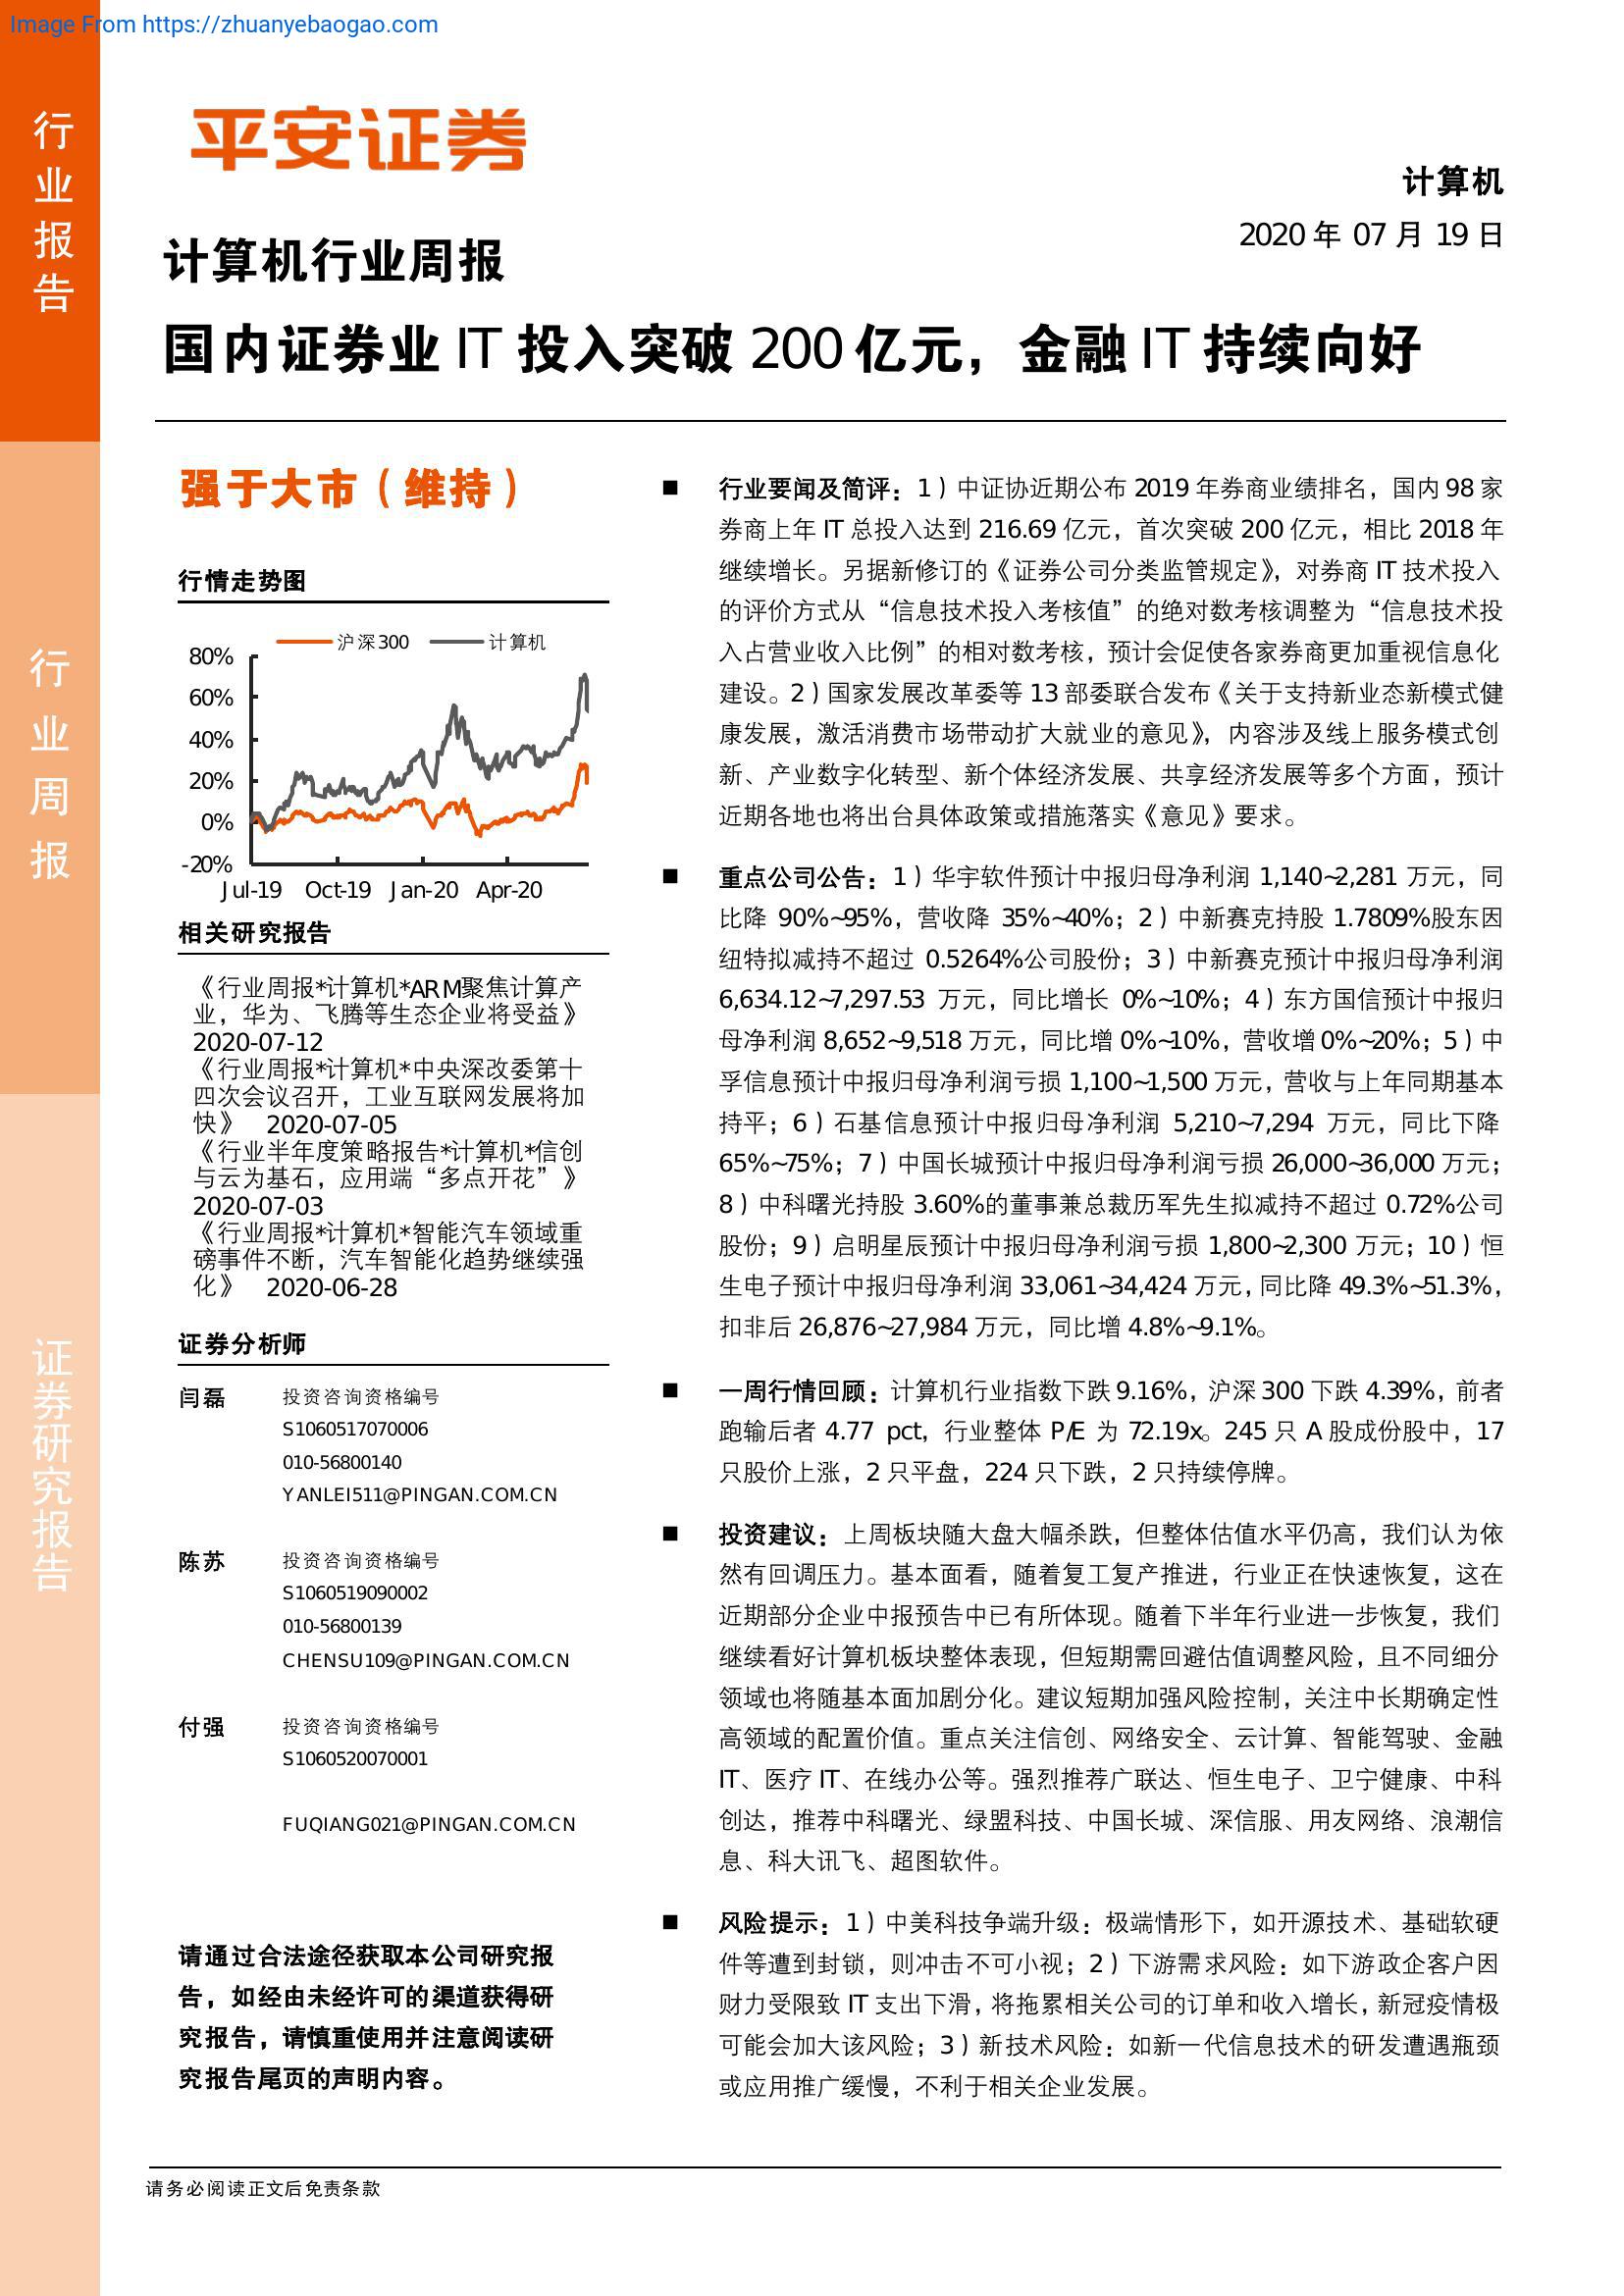 Image From https://zhuanyebaogao.com
行业报告
行业周报
证券研究报告
平安证券
计算机
2020 年 07 月 19 日
计算机行业周报
国内证券业 IT 投入突破 200 亿元，金融 IT 持续向好
强于大市（维持）
行情走势图
沪深300 计算机
80%
60%
40%
20%
0%
-20%
Jul-19 Oct-19 Jan-20 Apr-20
相关研究报告
《行业周报*计算机*ARM聚焦计算产
业，华为、飞腾等生态企业将受益》
2020-07-12
《行业周报*计算机*中央深改委第十
四次会议召开，工业互联网发展将加
快》 2020-07-05
《行业半年度策略报告*计算机*信创
与云为基石，应用端“多点开花”》
2020-07-03
《行业周报*计算机*智能汽车领域重
磅事件不断，汽车智能化趋势继续强
化》 2020-06-28
证券分析师
闫磊 投资咨询资格编号
S1060517070006
010-56800140
YANLEI511@PINGAN.COM.CN
陈苏 投资咨询资格编号
S1060519090002
010-56800139
CHENSU109@PINGAN.COM.CN
付强 投资咨询资格编号
S1060520070001
FUQIANG021@PINGAN.COM.CN
请通过合法途径获取本公司研究报
告，如经由未经许可的渠道获得研
究报告，请慎重使用并注意阅读研
究报告尾页的声明内容。
■ 行业要闻及简评：1）中证协近期公布 2019 年券商业绩排名，国内 98 家
券商上年 IT 总投入达到 216.69 亿元，首次突破 200 亿元，相比 2018 年
继续增长。另据新修订的《证券公司分类监管规定》，对券商 IT 技术投入
的评价方式从“信息技术投入考核值”的绝对数考核调整为“信息技术投
入占营业收入比例”的相对数考核，预计会促使各家券商更加重视信息化
建设。2）国家发展改革委等 13 部委联合发布《关于支持新业态新模式健
康发展，激活消费市场带动扩大就业的意见》，内容涉及线上服务模式创
新、产业数字化转型、新个体经济发展、共享经济发展等多个方面，预计
近期各地也将出台具体政策或措施落实《意见》要求。
■ 重点公司公告：1）华宇软件预计中报归母净利润 1,140~2,281 万元，同
比降 90%~95%，营收降 35%~40%；2）中新赛克持股 1.7809%股东因
纽特拟减持不超过 0.5264%公司股份；3）中新赛克预计中报归母净利润
6,634.12~7,297.53 万元，同比增长 0%~10%；4）东方国信预计中报归
母净利润 8,652~9,518 万元，同比增 0%~10%，营收增 0%~20%；5）中
孚信息预计中报归母净利润亏损 1,100~1,500 万元，营收与上年同期基本
持平；6）石基信息预计中报归母净利润 5,210~7,294 万元，同比下降
65%~75%；7）中国长城预计中报归母净利润亏损 26,000~36,000 万元；
8）中科曙光持股 3.60%的董事兼总裁历军先生拟减持不超过 0.72%公司
股份；9）启明星辰预计中报归母净利润亏损 1,800~2,300 万元；10）恒
生电子预计中报归母净利润 33,061~34,424 万元，同比降 49.3%~51.3%，
扣非后 26,876~27,984 万元，同比增 4.8%~9.1%。
■ 一周行情回顾：计算机行业指数下跌 9.16%，沪深 300 下跌 4.39%，前者
跑输后者 4.77 pct，行业整体 P/E 为 72.19x。245 只 A 股成份股中，17
只股价上涨，2 只平盘，224 只下跌，2 只持续停牌。
■ 投资建议：上周板块随大盘大幅杀跌，但整体估值水平仍高，我们认为依
然有回调压力。基本面看，随着复工复产推进，行业正在快速恢复，这在
近期部分企业中报预告中已有所体现。随着下半年行业进一步恢复，我们
继续看好计算机板块整体表现，但短期需回避估值调整风险，且不同细分
领域也将随基本面加剧分化。建议短期加强风险控制，关注中长期确定性
高领域的配置价值。重点关注信创、网络安全、云计算、智能驾驶、金融
IT、医疗 IT、在线办公等。强烈推荐广联达、恒生电子、卫宁健康、中科
创达，推荐中科曙光、绿盟科技、中国长城、深信服、用友网络、浪潮信
息、科大讯飞、超图软件。
■ 风险提示：1）中美科技争端升级：极端情形下，如开源技术、基础软硬
件等遭到封锁，则冲击不可小视；2）下游需求风险：如下游政企客户因
财力受限致 IT 支出下滑，将拖累相关公司的订单和收入增长，新冠疫情极
可能会加大该风险；3）新技术风险：如新一代信息技术的研发遭遇瓶颈
或应用推广缓慢，不利于相关企业发展。
请务必阅读正文后免责条款